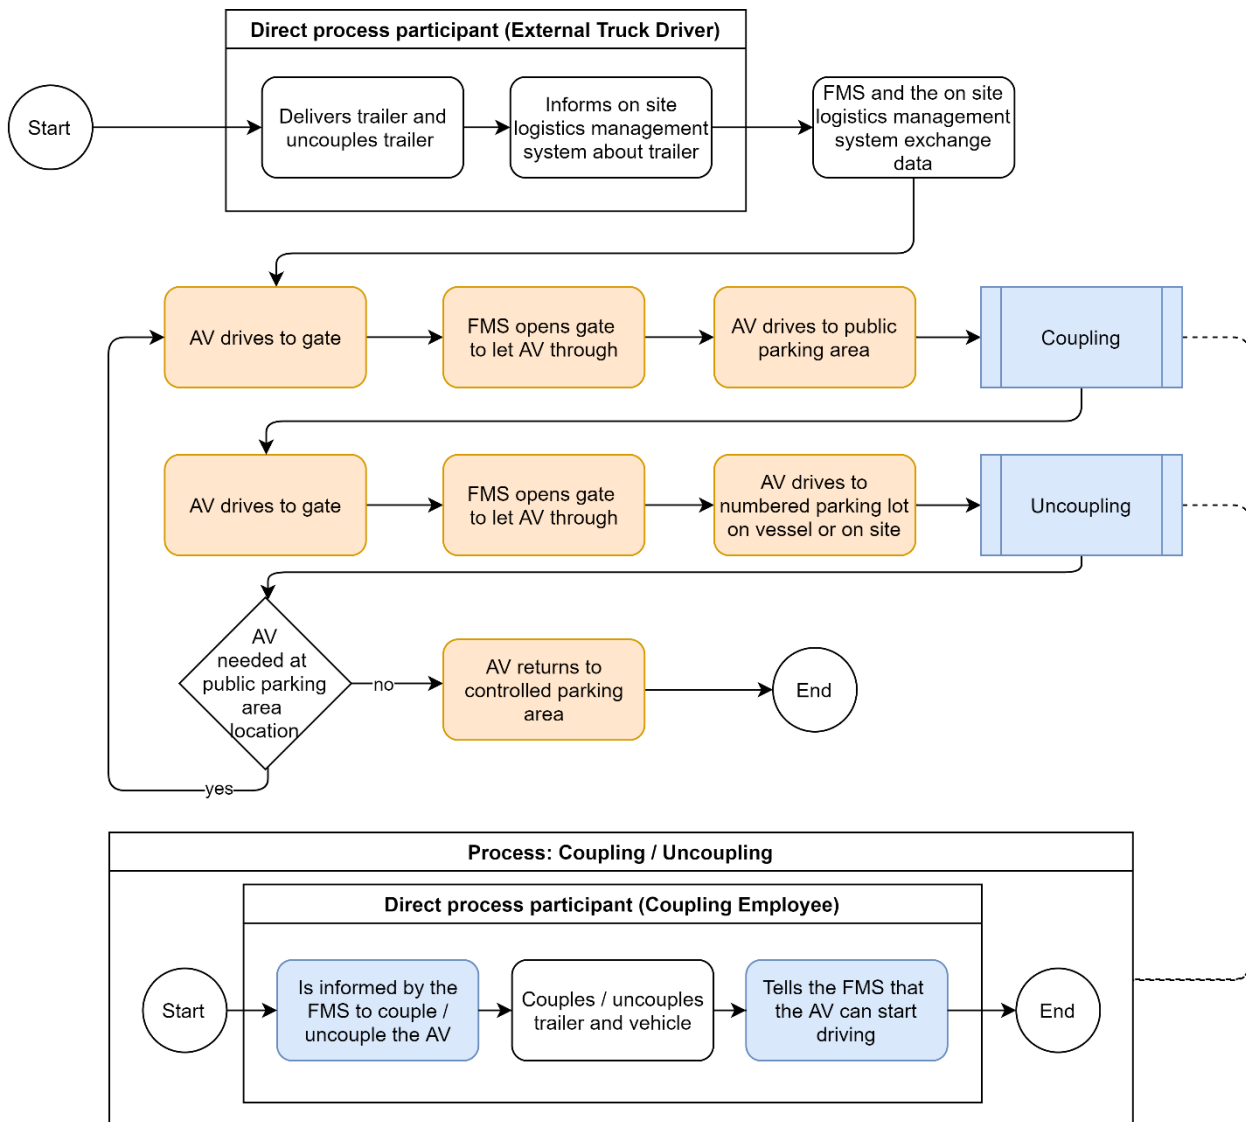 Direct process participant (External Truck Driver)
Start
Delivers trailer and
uncouples trailer
Informs on site
logistics management
system about trailer
FMS and the on site
logistics management
system exchange
data
AV drives to gate
FMS opens gate
to let AV through
AV drives to public
parking area
Coupling
AV drives to gate
FMS opens gate
to let AV through
AV drives to
numbered parking lot
on vessel or on site
Uncoupling
AV
needed at
public parking
area
location
no
AV returns to
controlled parking
area
End
yes
Process: Coupling / Uncoupling
Direct process participant (Coupling Employee)
Start
Is informed by the
FMS to couple /
uncouple the AV
Couples / uncouples
trailer and vehicle
Tells the FMS that
the AV can start
driving
End